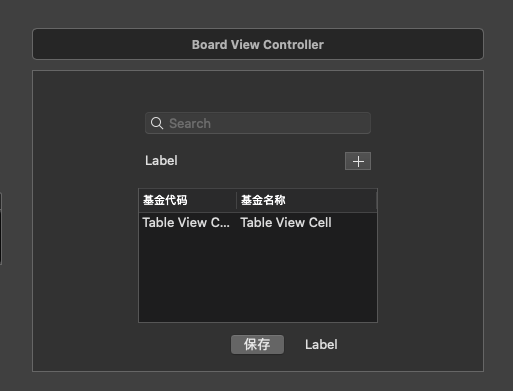 Board View Controller
Search
Label
基金代码 基金名称
Table View C... Table View Cell
保存 Label